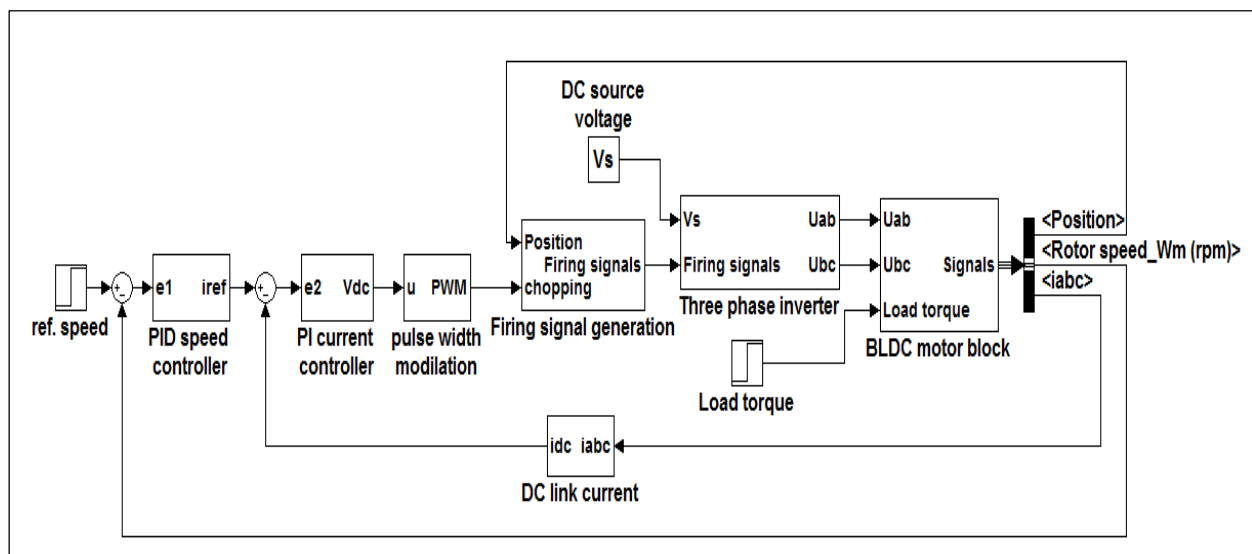 DC source
voltage
Vs
<Position>
<Rotor speed_Wm (rpm)>
<iabc>
Position
Firing signals
chopping
Firing signal generation
Vs
Uab
Firing signals
Ubc
Three phase inverter
Uab
Ubc
Signals
Load torque
BLDC motor block
+
-
e1 iref
+
-
e2 Vdc
u PWM
ref. speed
PID speed
controller
PI current
controller
pulse width
modilation
Load torque
idc iabc
DC link current